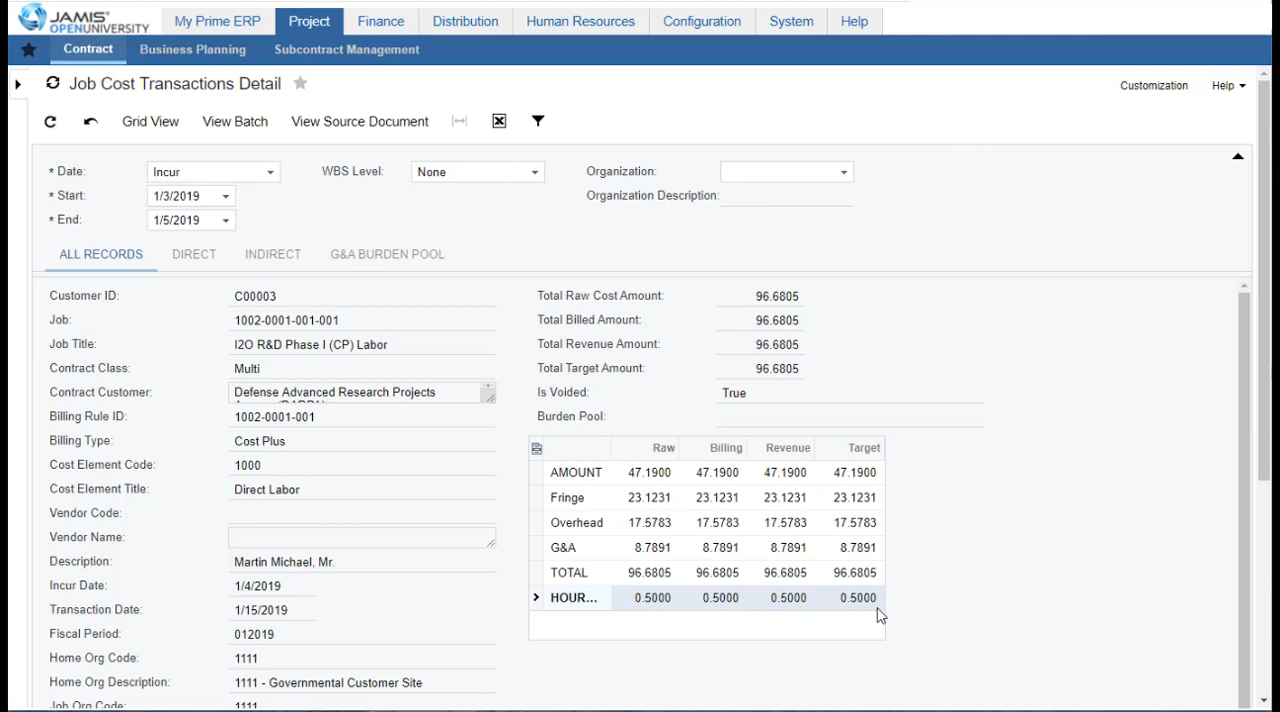 JAMIS OPENUNIVERSITY My Prime ERP Project Finance Distribution Human Resources Configuration System Help
Contract Business Planning Subcontract Management
Job Cost Transactions Detail Customization Help
Grid View View Batch View Source Document
* Date: Incur WBS Level: None Organization:
* Start: 1/3/2019 Organization Description:
* End: 1/5/2019
ALL RECORDS DIRECT INDIRECT G&A BURDEN POOL
Customer ID: C00003 Total Raw Cost Amount: 96.6805
Job: 1002-0001-001-001 Total Billed Amount: 96.6805
Job Title: I2O R&D Phase I (CP) Labor Total Revenue Amount: 96.6805
Contract Class: Multi Total Target Amount: 96.6805
Contract Customer: Defense Advanced Research Projects Is Voided: True
Billing Rule ID: 1002-0001-001 Burden Pool:
Billing Type: Cost Plus Raw Billing Revenue Target
Cost Element Code: 1000 AMOUNT 47.1900 47.1900 47.1900 47.1900
Cost Element Title: Direct Labor Fringe 23.1231 23.1231 23.1231 23.1231
Vendor Code: Overhead 17.5783 17.5783 17.5783 17.5783
Vendor Name: G&A 8.7891 8.7891 8.7891 8.7891
Description: Martin Michael, Mr. TOTAL 96.6805 96.6805 96.6805 96.6805
Incur Date: 1/4/2019 HOUR... 0.5000 0.5000 0.5000 0.5000
Transaction Date: 1/15/2019
Fiscal Period: 012019
Home Org Code: 1111
Home Org Description: 1111 - Governmental Customer Site
Job Org Code: 1111